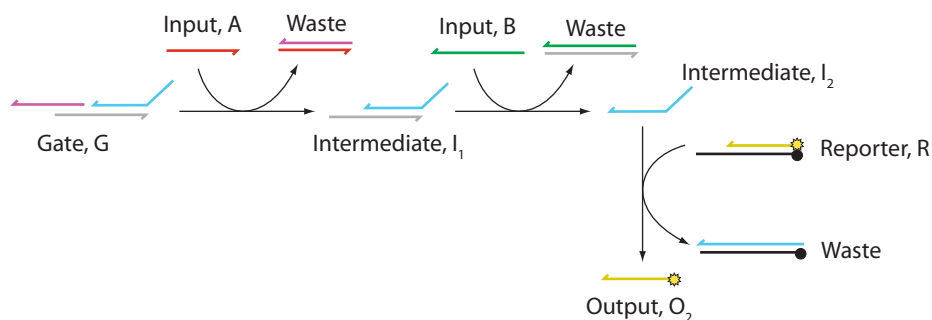 Input, A
Waste
Input, B
Waste
Intermediate, I2
Gate, G
Intermediate, I1
Reporter, R
Waste
Output, O2